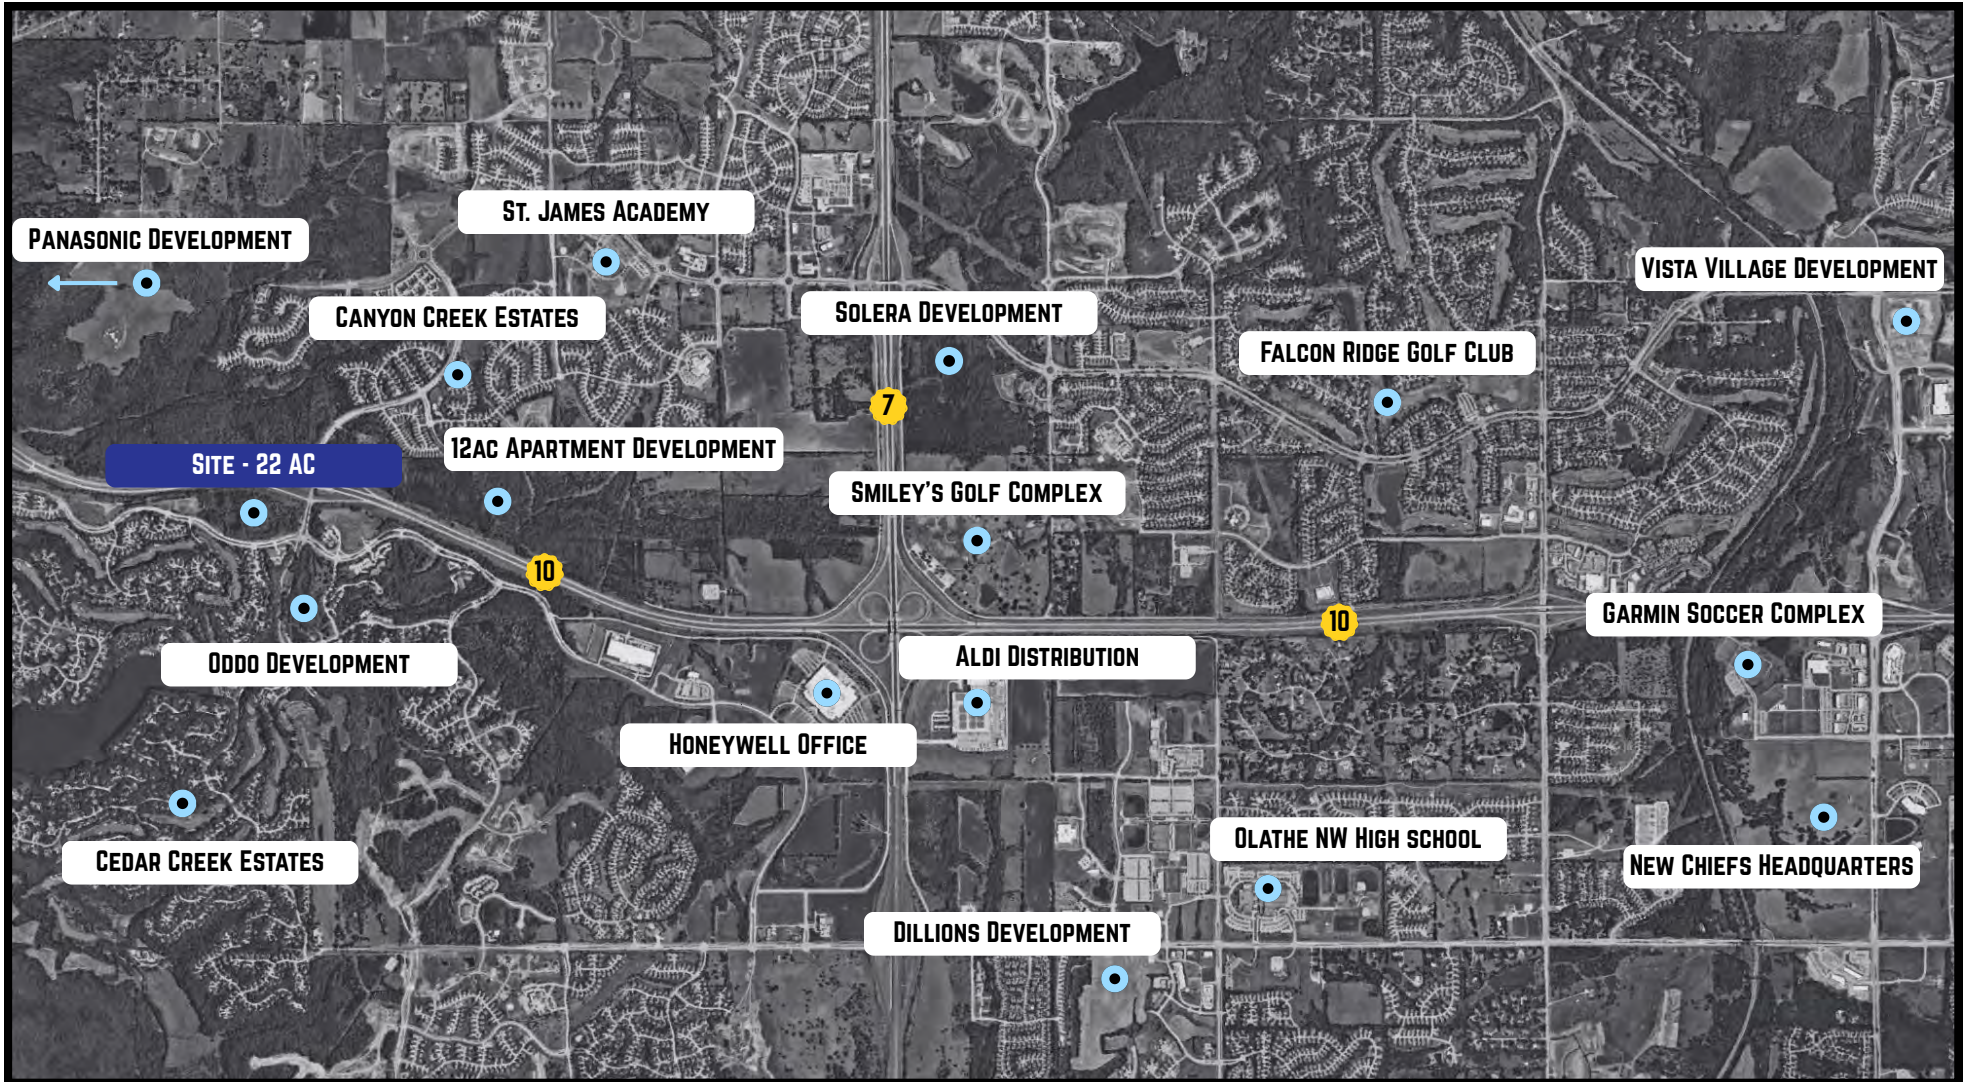 St. James Academy
Panasonic Development
Vista Village Development
Canyon Creek Estates
Solera Development
Falcon Ridge Golf Club
7
12ac Apartment Development
Site - 22 AC
Smiley's Golf Complex
10
10
Garmin Soccer Complex
Oddo Development
Aldi Distribution
Honeywell Office
Olathe NW High school
Cedar Creek Estates
New Chiefs Headquarters
Dillions Development